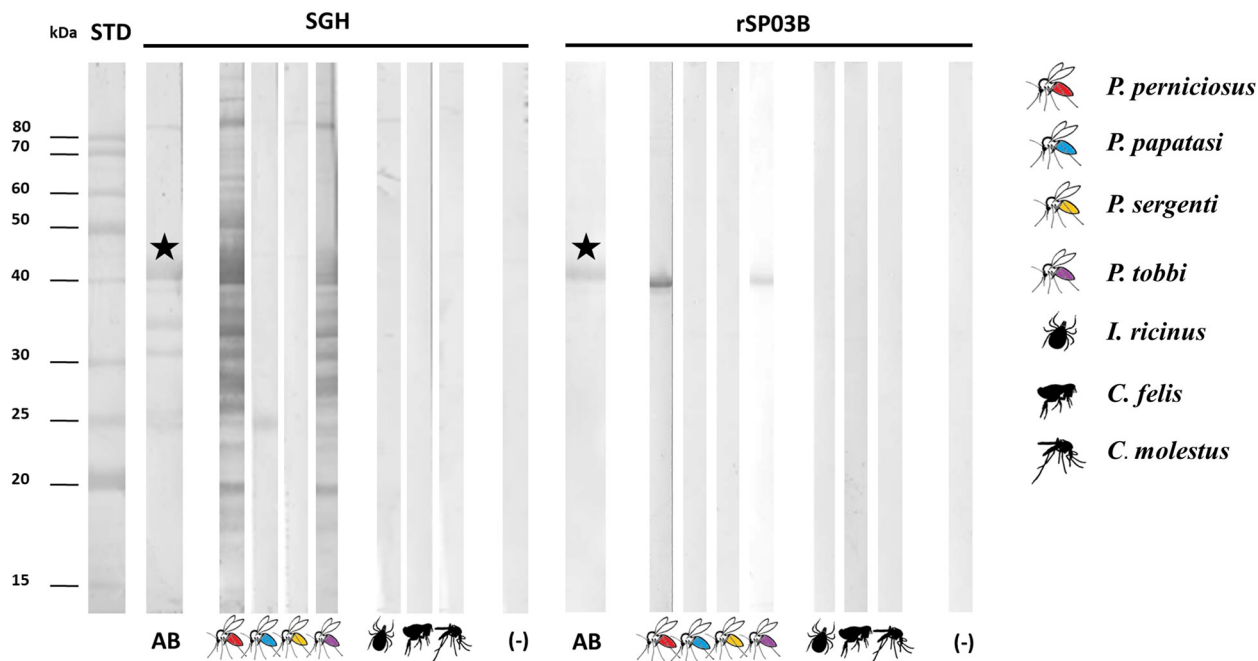 kDa STD SGH rSP03B
80
70
60
50
40
30
25
20
15
AB (-) AB (-)
P. perniciosus
P. papatasi
P. sergenti
P. tobbi
I. ricinus
C. felis
C. molestus